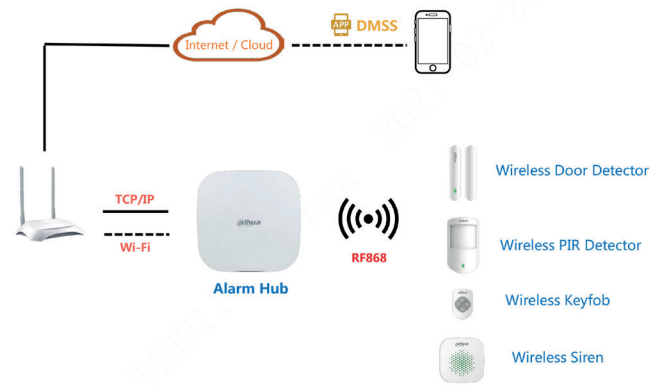 APP DMSS
Internet / Cloud
TCP/IP
Wi-Fi
alhua
Alarm Hub
RF868
Wireless Door Detector
Wireless PIR Detector
Wireless Keyfob
Wireless Siren